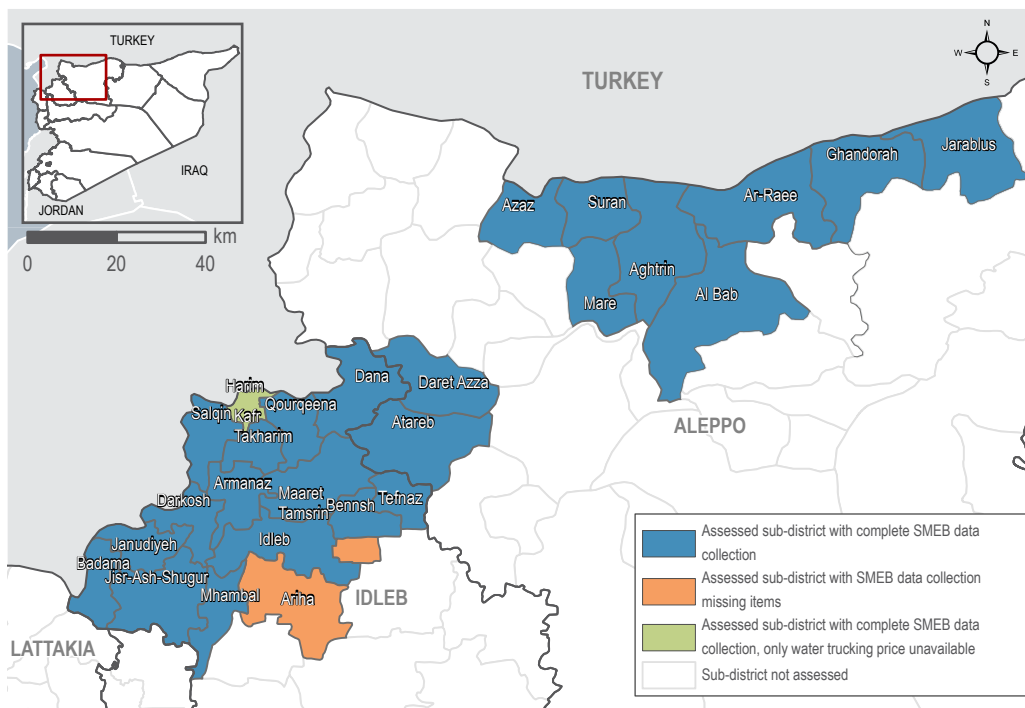 TURKEY
IRAQ
JORDAN
km
0 20 40
N
W E
S
TURKEY
Jarablus
Ghandorah
Ar-Raee
Azaz
Suran
Aghtrin
Al Bab
Mare
Dana
Daret Azza
Harim
Qourqeena
Salqin
Kafr
Takharim
Atareb
ALEPPO
Armanaz
Maaret
Tamsrin
Bennsh
Tefnaz
Darkosh
Idleb
Janudiyeh
Badama
Jisr-Ash-Shugur
Mhambal
Ariha
IDLEB
LATTAKIA
Assessed sub-district with complete SMEB data
collection
Assessed sub-district with SMEB data collection
missing items
Assessed sub-district with complete SMEB data
collection, only water trucking price unavailable
Sub-district not assessed